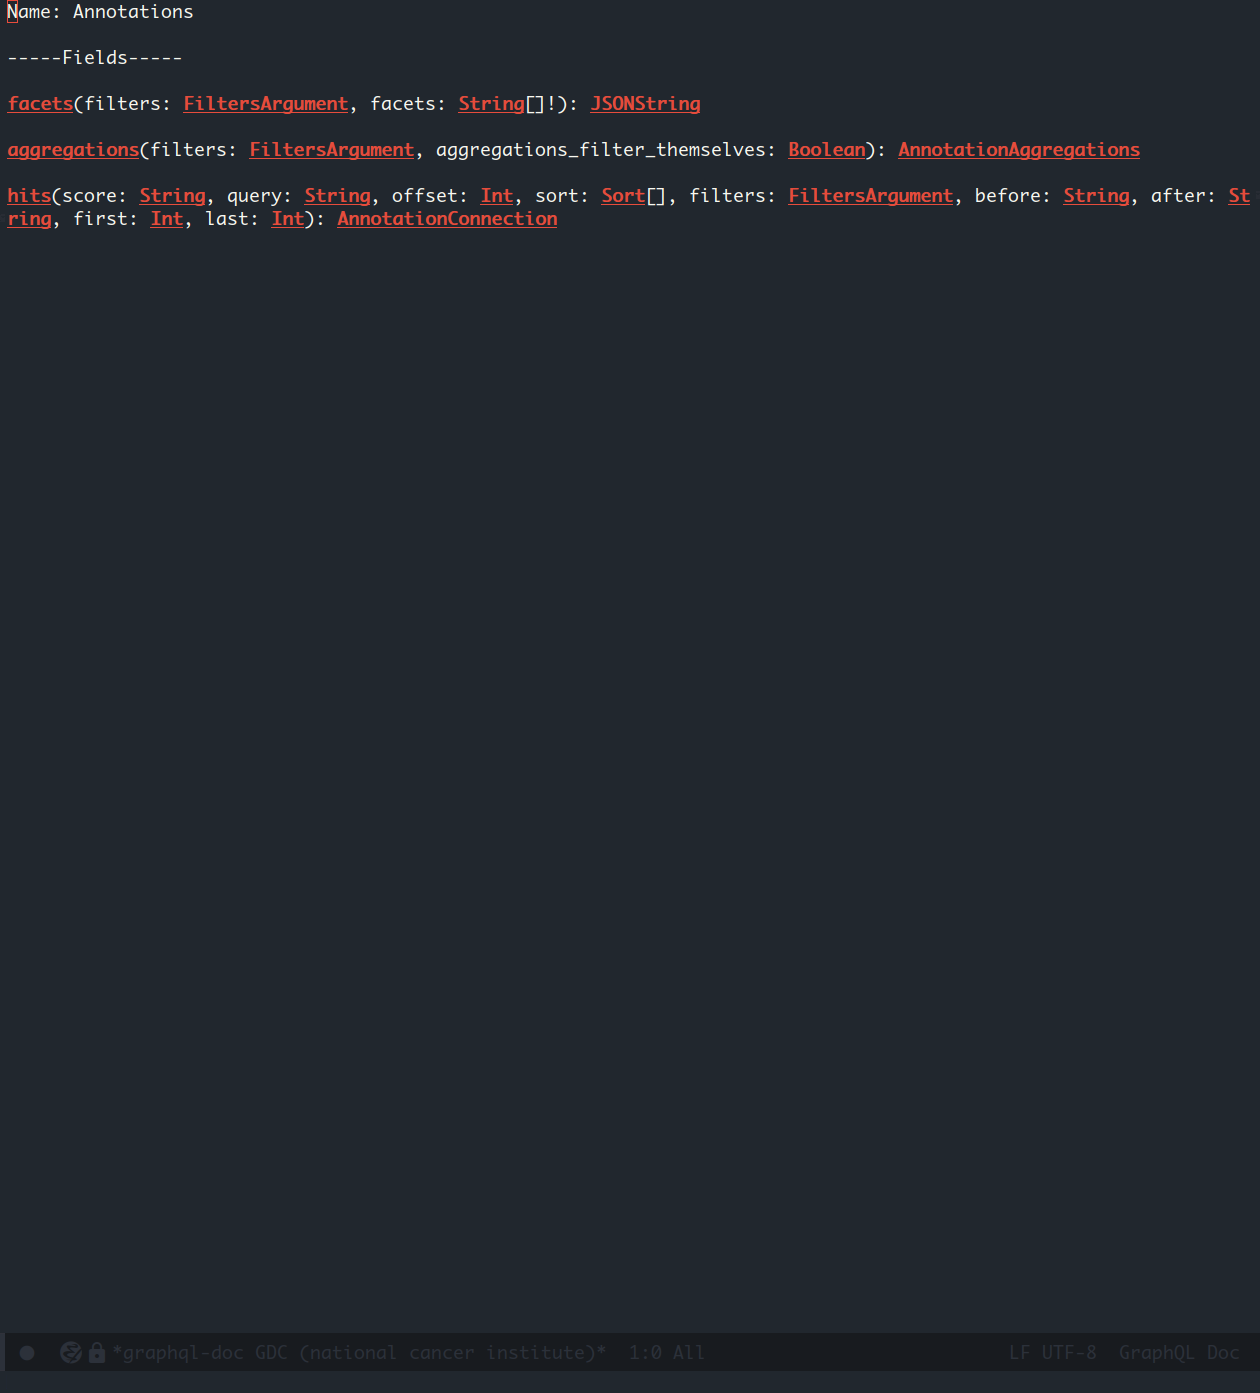 Name: Annotations
-----Fields-----
facets(filters: FiltersArgument, facets: String[]!): JSONString
aggregations(filters: FiltersArgument, aggregations_filter_themselves: Boolean): AnnotationAggregations
hits(score: String, query: String, offset: Int, sort: Sort[], filters: FiltersArgument, before: String, after: St
ring, first: Int, last: Int): AnnotationConnection
*graphql-doc GDC (national cancer institute)* 1:0 All LF UTF-8 GraphQL Doc